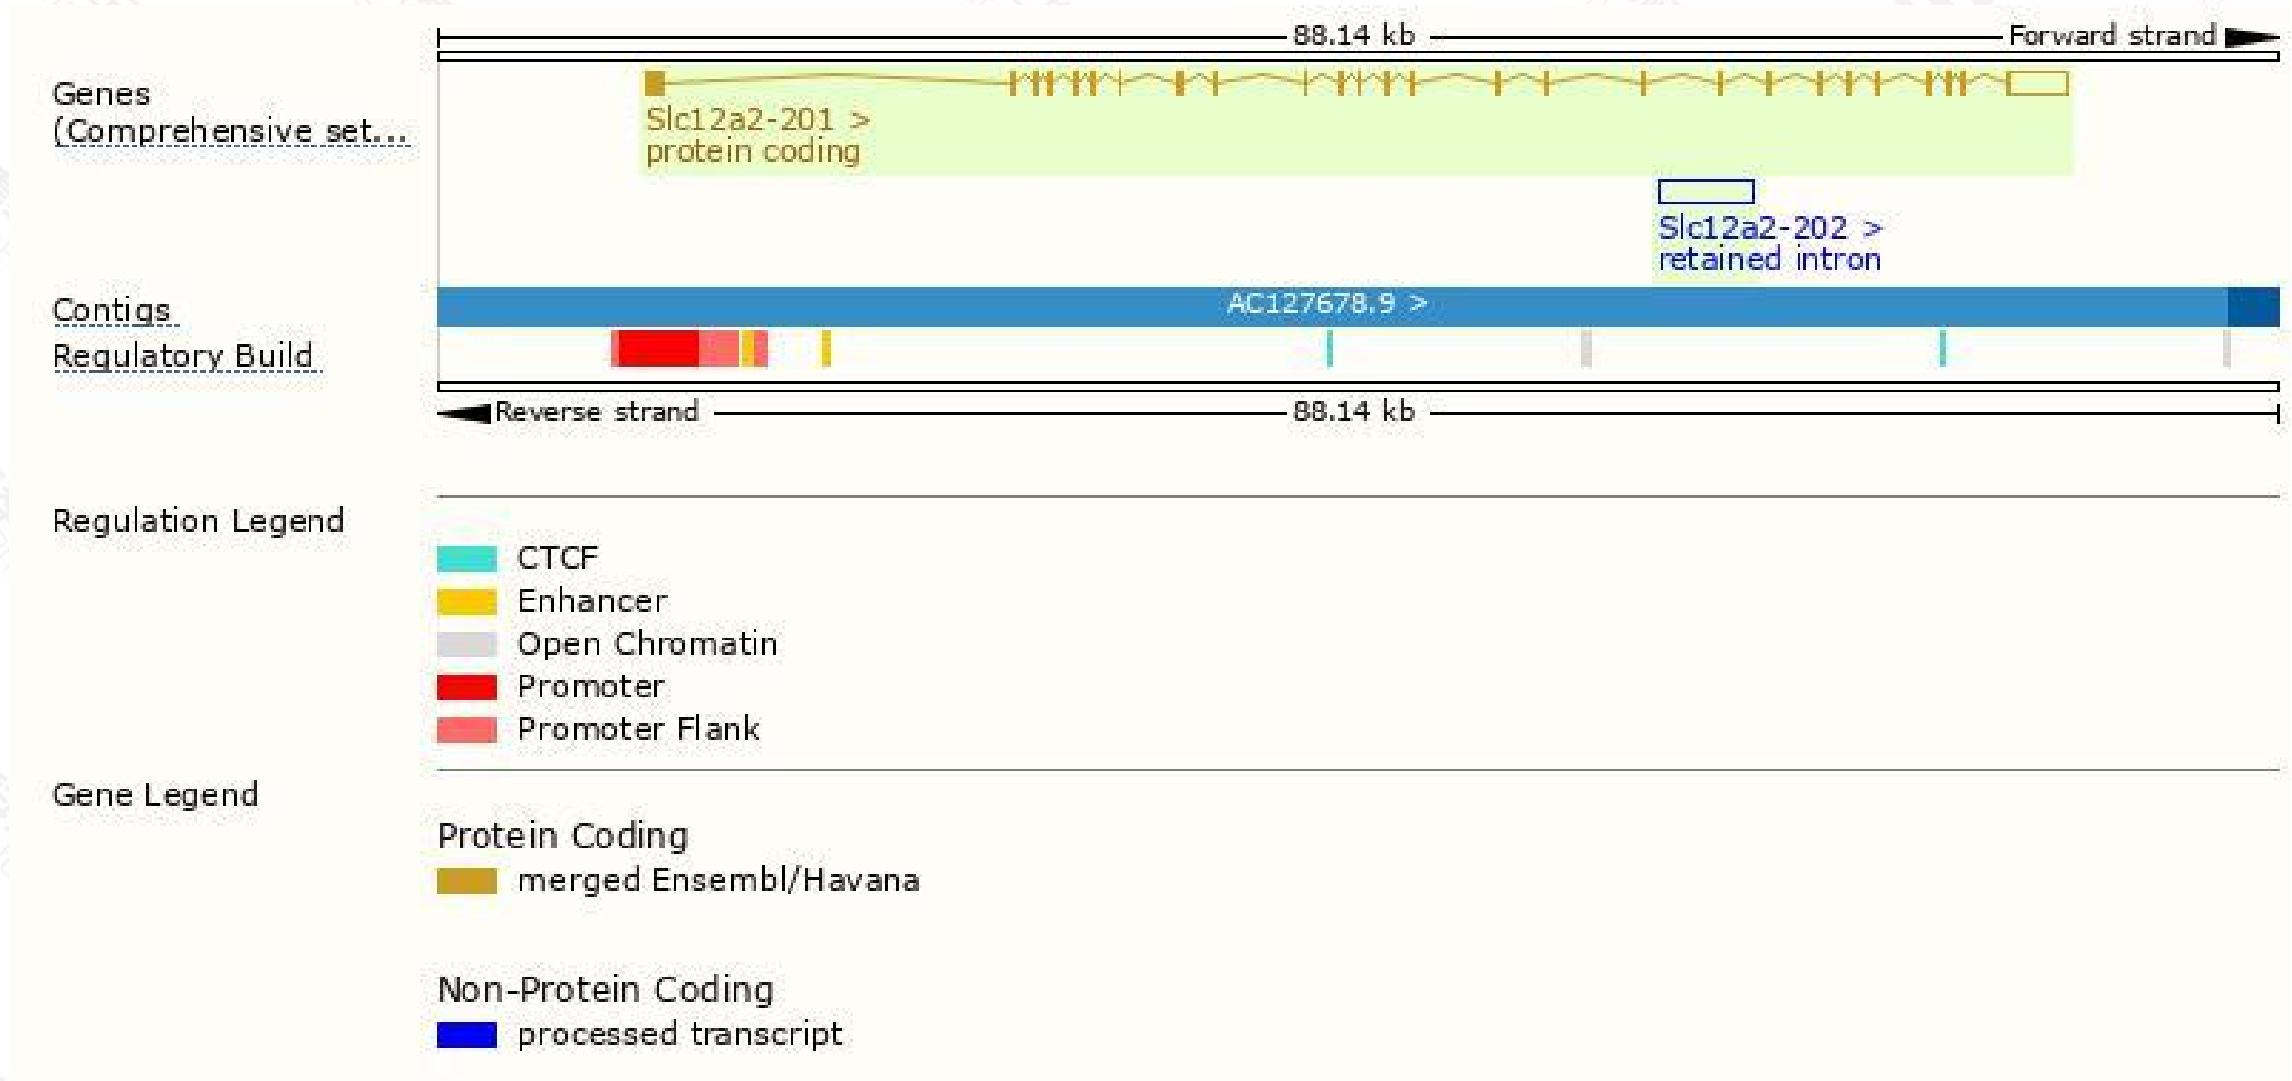 88.14 kb
Forward strand
Genes
(Comprehensive set...
Slc12a2-201 >
protein coding
Slc12a2-202 >
retained intron
Contigs
AC127678.9 >
Regulatory Build
Reverse strand
88.14 kb
Regulation Legend
CTCF
Enhancer
Open Chromatin
Promoter
Promoter Flank
Gene Legend
Protein Coding
merged Ensembl/Havana
Non-Protein Coding
processed transcript